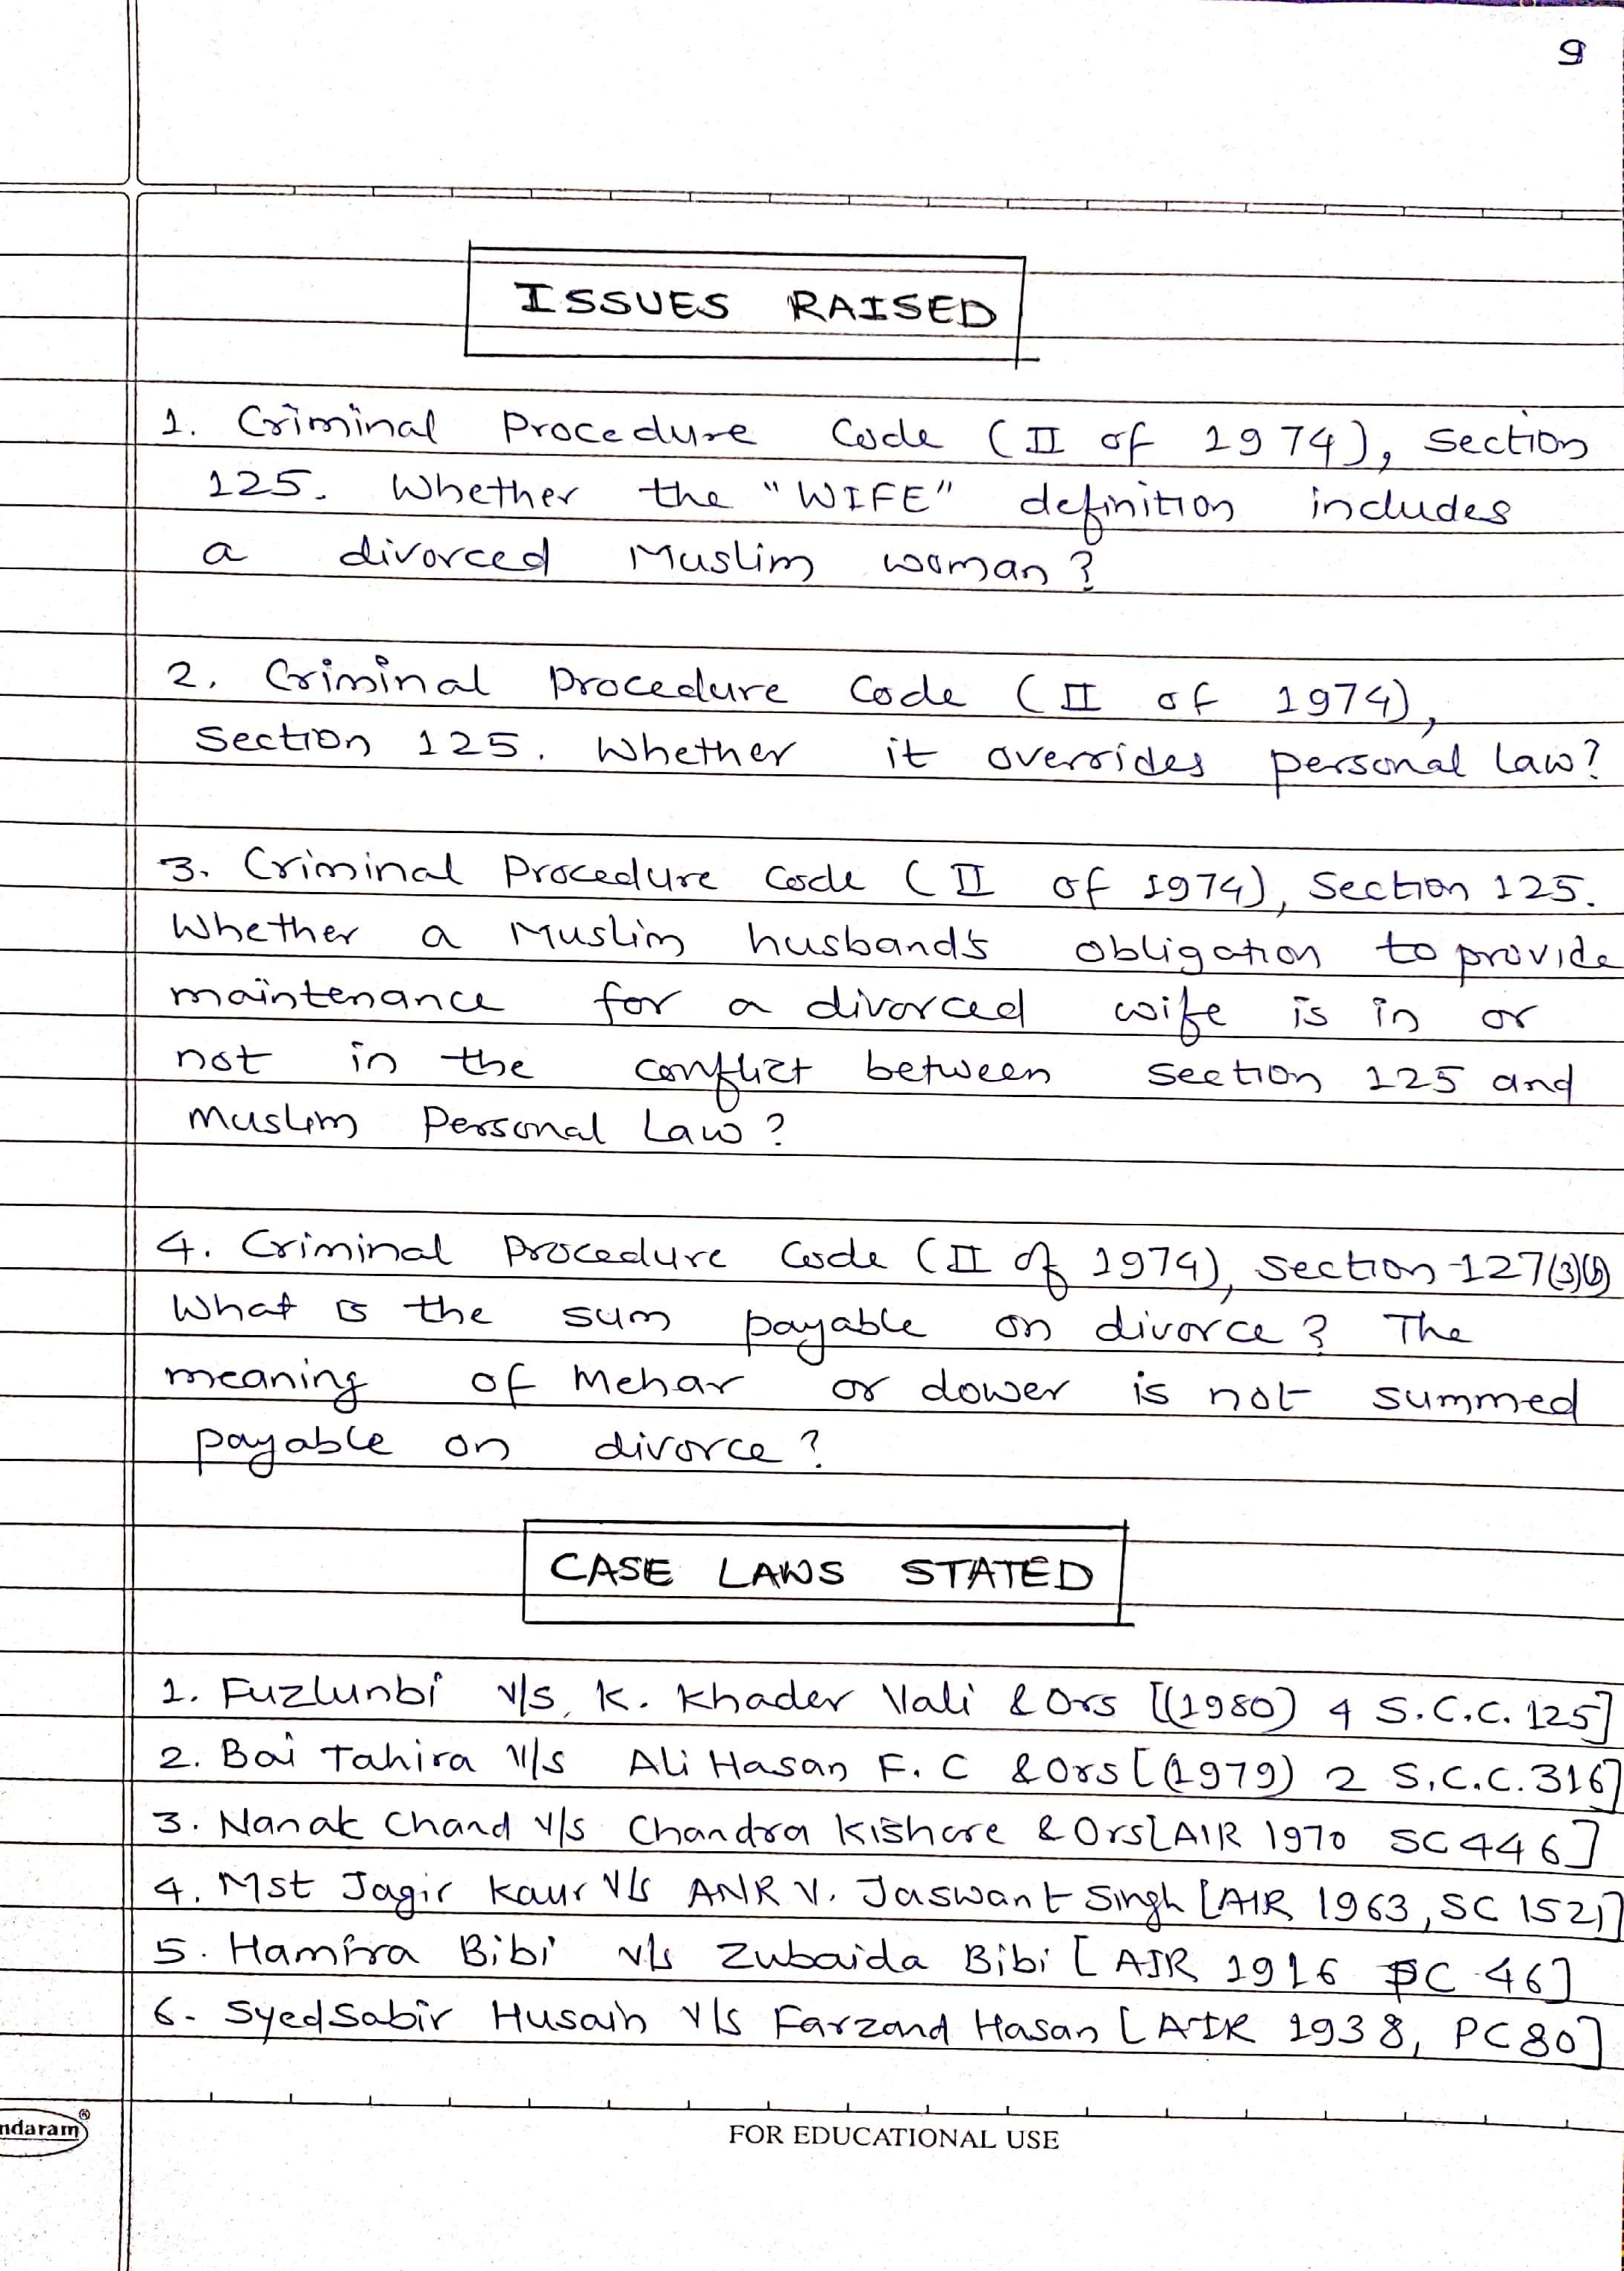 9
ISSUES RAISED
1. Criminal Procedure Code (II of 1974), Section
125. Whether the "WIFE" definition includes
a divorced Muslim woman?
2. Criminal Procedure Code (II of 1974),
Section 125. Whether it overrides personal law?
3. Criminal Procedure Code (II of 1974), Section 125.
Whether a Muslim husband's obligation to provide
maintenance for a divorced wife is in or
not in the conflict between Section 125 and
Muslim Personal Law?
4. Criminal Procedure Code (II of 1974), Section-127(3)(b)
What is the sum payable on divorce? The
meaning of Mehar or dower is not summed
payable on divorce?
CASE LAWS STATED
1. Fuzlunbi v/s, K. Khader Vali & Ors [(1980) 4 S.C.C. 125]
2. Bai Tahira v/s Ali Hasan F.C & Ors [(1979) 2 S.C.C. 316]
3. Nanak Chand v/s Chandra Kishore & Ors [AIR 1970 SC 446]
4. Mst Jagir Kaur v/s ANR V. Jaswant Singh [AIR 1963, SC 1521]
5. Hamira Bibi v/s Zubaida Bibi [AIR 1916 PC 46]
6. Syed Sabir Husain v/s Farzand Hasan [AIR 1938, PC 80]
ndaram®
FOR EDUCATIONAL USE